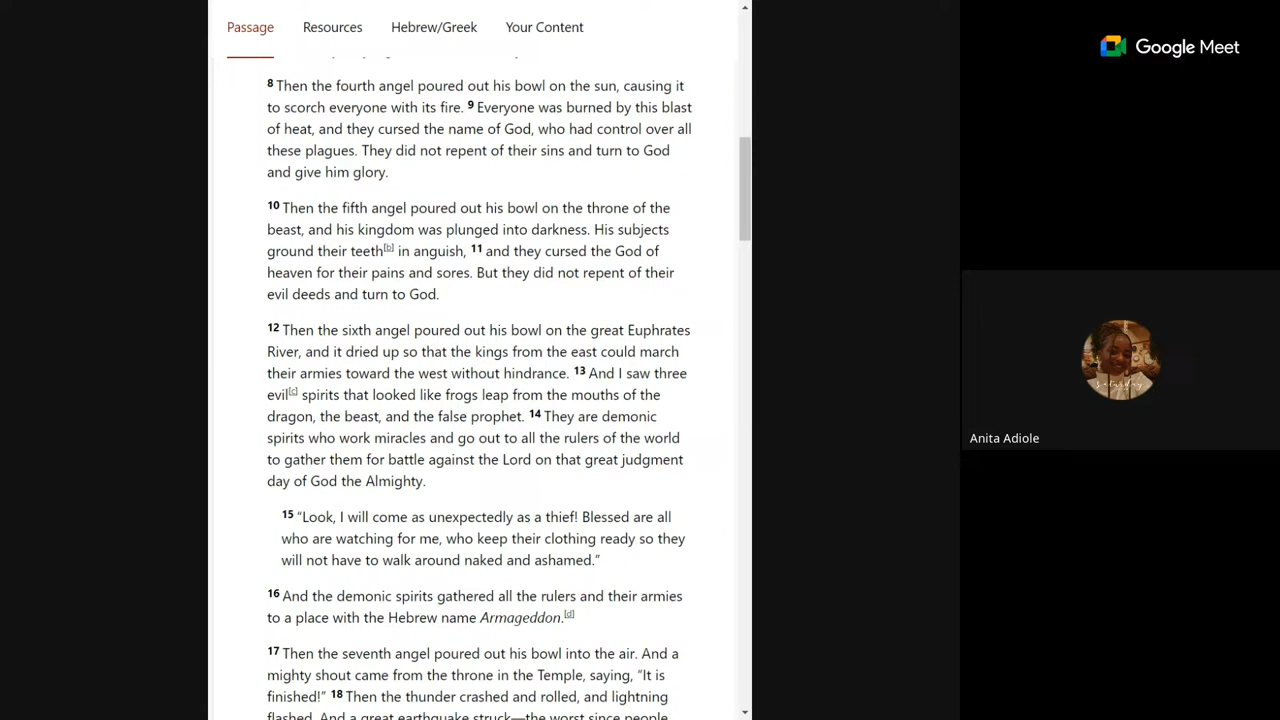 Passage
Resources
Hebrew/Greek
Your Content
8 Then the fourth angel poured out his bowl on the sun, causing it
to scorch everyone with its fire. 9 Everyone was burned by this blast
of heat, and they cursed the name of God, who had control over all
these plagues. They did not repent of their sins and turn to God
and give him glory.
10 Then the fifth angel poured out his bowl on the throne of the
beast, and his kingdom was plunged into darkness. His subjects
ground their teeth[b] in anguish, 11 and they cursed the God of
heaven for their pains and sores. But they did not repent of their
evil deeds and turn to God.
12 Then the sixth angel poured out his bowl on the great Euphrates
River, and it dried up so that the kings from the east could march
their armies toward the west without hindrance. 13 And I saw three
evil[c] spirits that looked like frogs leap from the mouths of the
dragon, the beast, and the false prophet. 14 They are demonic
spirits who work miracles and go out to all the rulers of the world
to gather them for battle against the Lord on that great judgment
day of God the Almighty.
15 “Look, I will come as unexpectedly as a thief! Blessed are all
who are watching for me, who keep their clothing ready so they
will not have to walk around naked and ashamed.”
16 And the demonic spirits gathered all the rulers and their armies
to a place with the Hebrew name Armageddon.[d]
17 Then the seventh angel poured out his bowl into the air. And a
mighty shout came from the throne in the Temple, saying, “It is
finished!” 18 Then the thunder crashed and rolled, and lightning
flashed. And a great earthquake struck—the worst since people
Google Meet
saturday
Anita Adiole